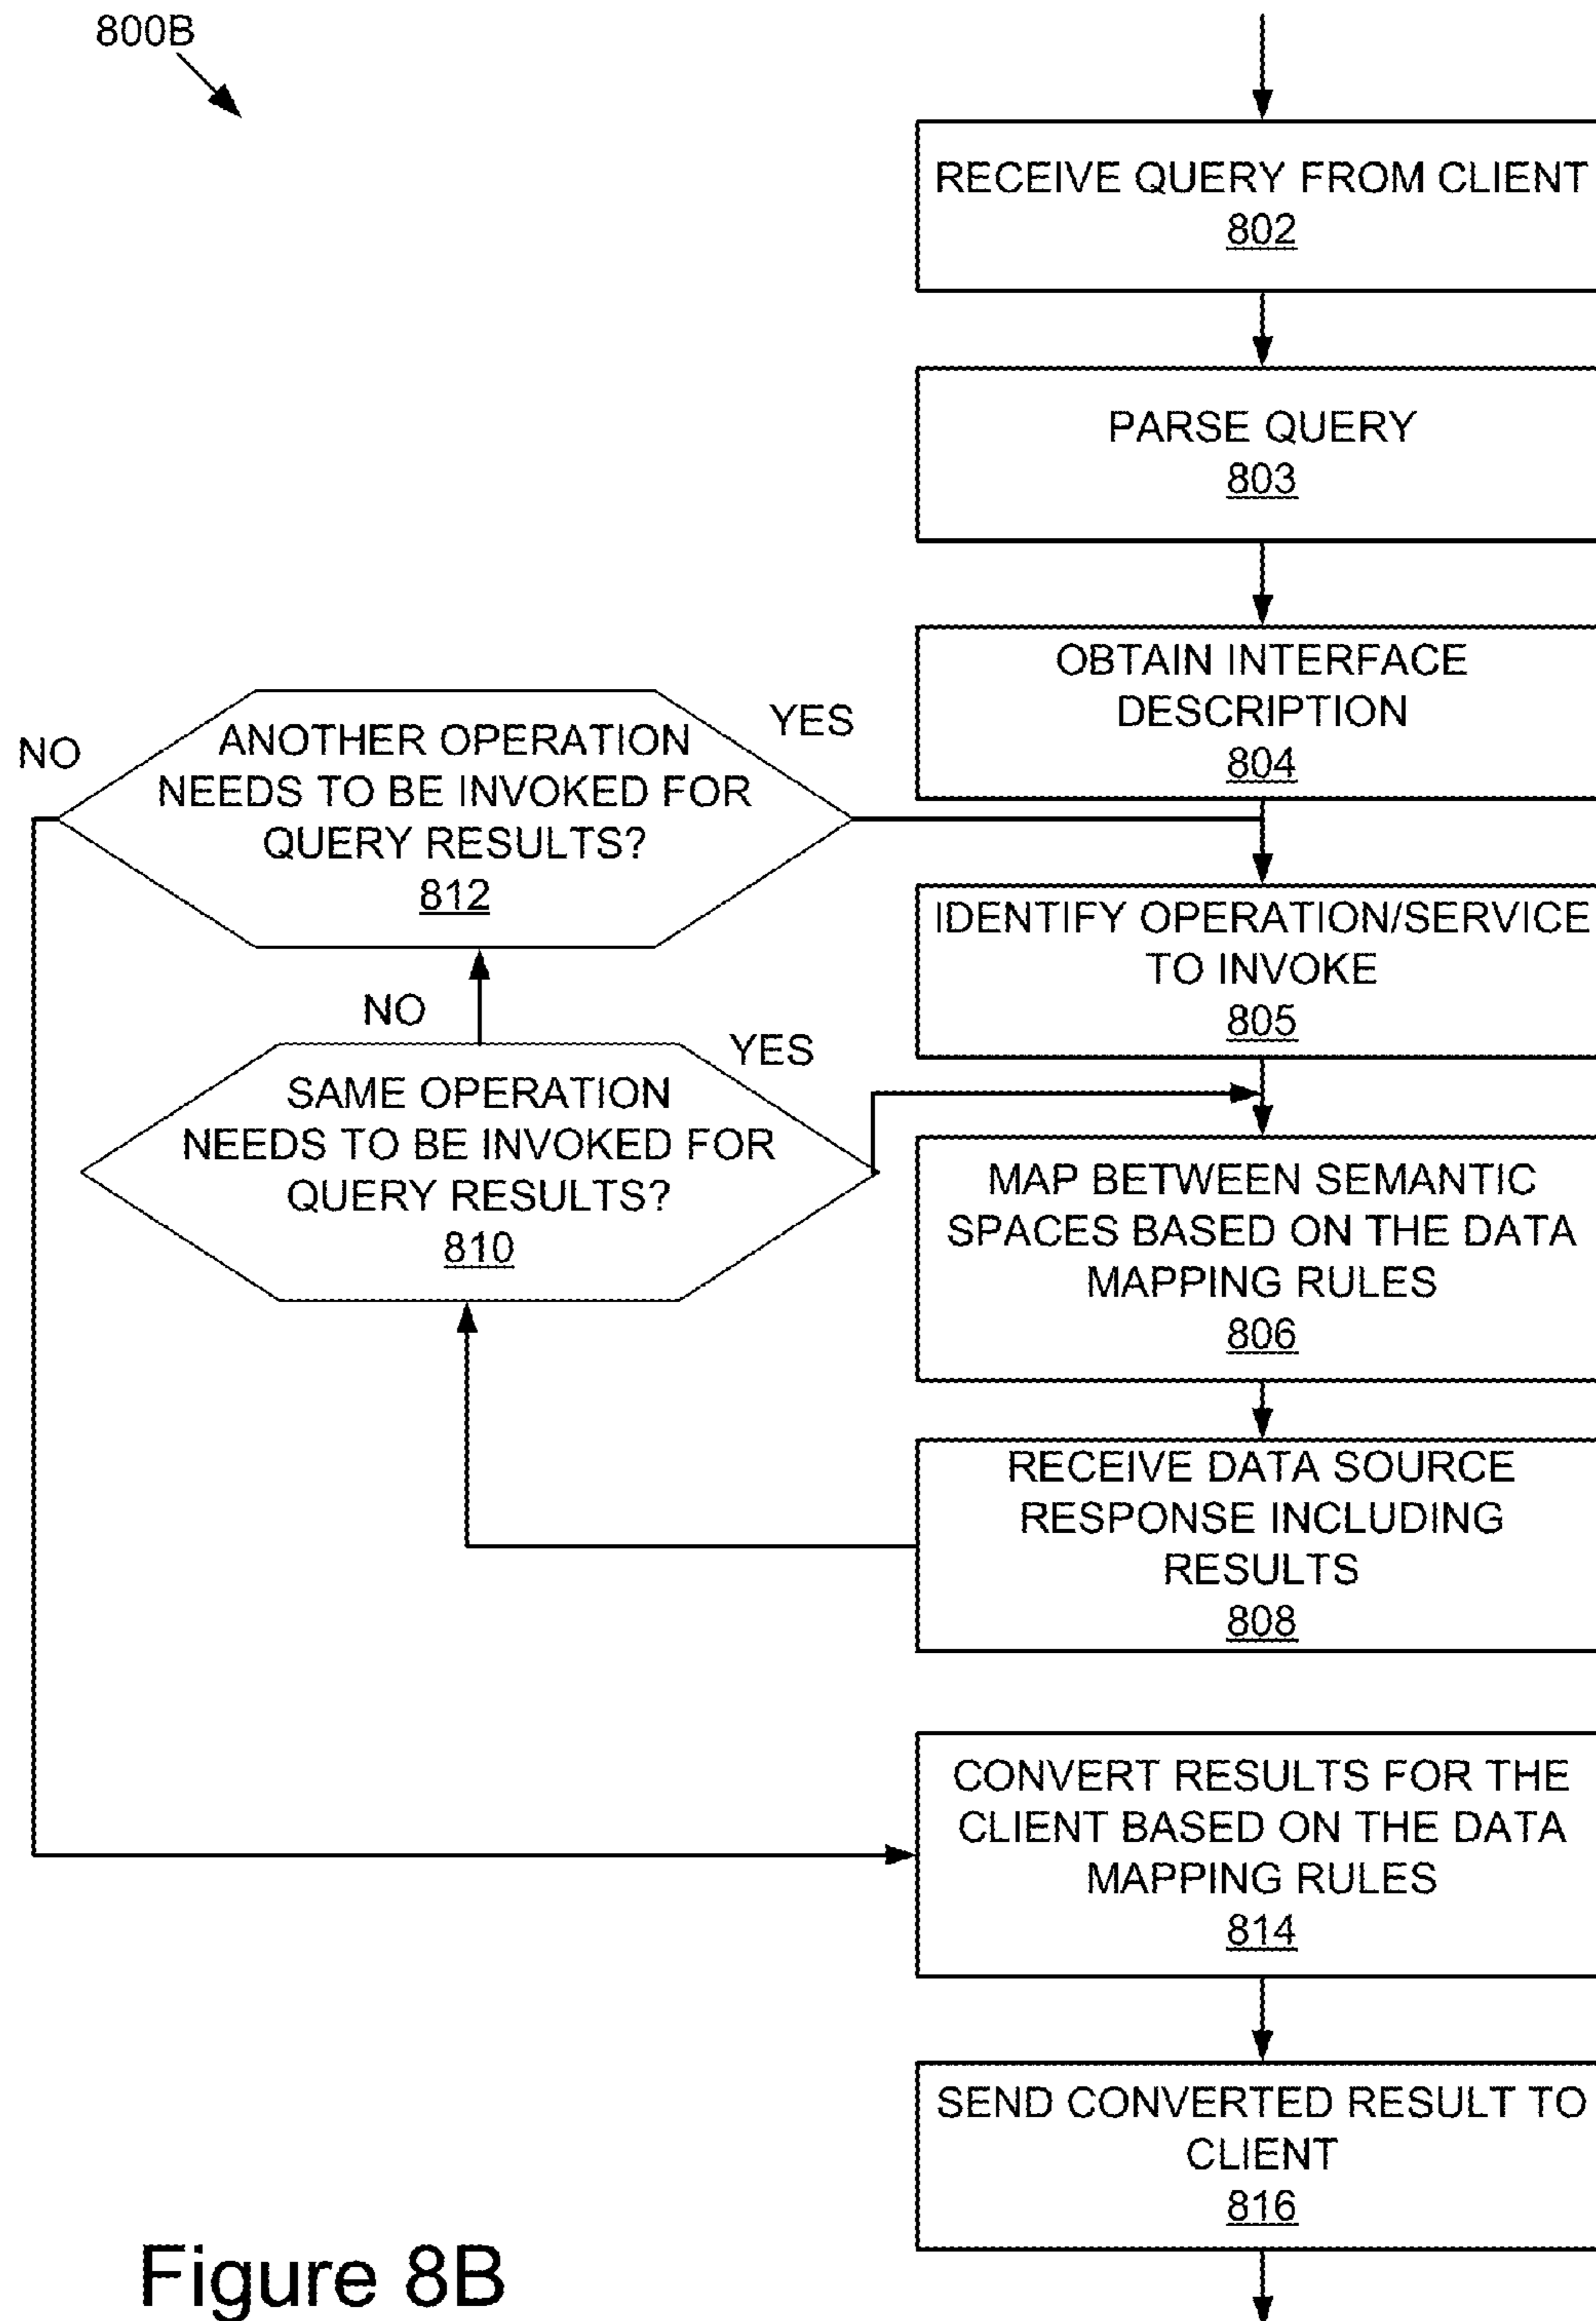 800B
RECEIVE QUERY FROM CLIENT
802
PARSE QUERY
803
OBTAIN INTERFACE
DESCRIPTION
804
NO
ANOTHER OPERATION
NEEDS TO BE INVOKED FOR
QUERY RESULTS?
812
YES
IDENTIFY OPERATION/SERVICE
TO INVOKE
805
NO
SAME OPERATION
NEEDS TO BE INVOKED FOR
QUERY RESULTS?
810
YES
MAP BETWEEN SEMANTIC
SPACES BASED ON THE DATA
MAPPING RULES
806
RECEIVE DATA SOURCE
RESPONSE INCLUDING
RESULTS
808
CONVERT RESULTS FOR THE
CLIENT BASED ON THE DATA
MAPPING RULES
814
SEND CONVERTED RESULT TO
CLIENT
816
Figure 8B